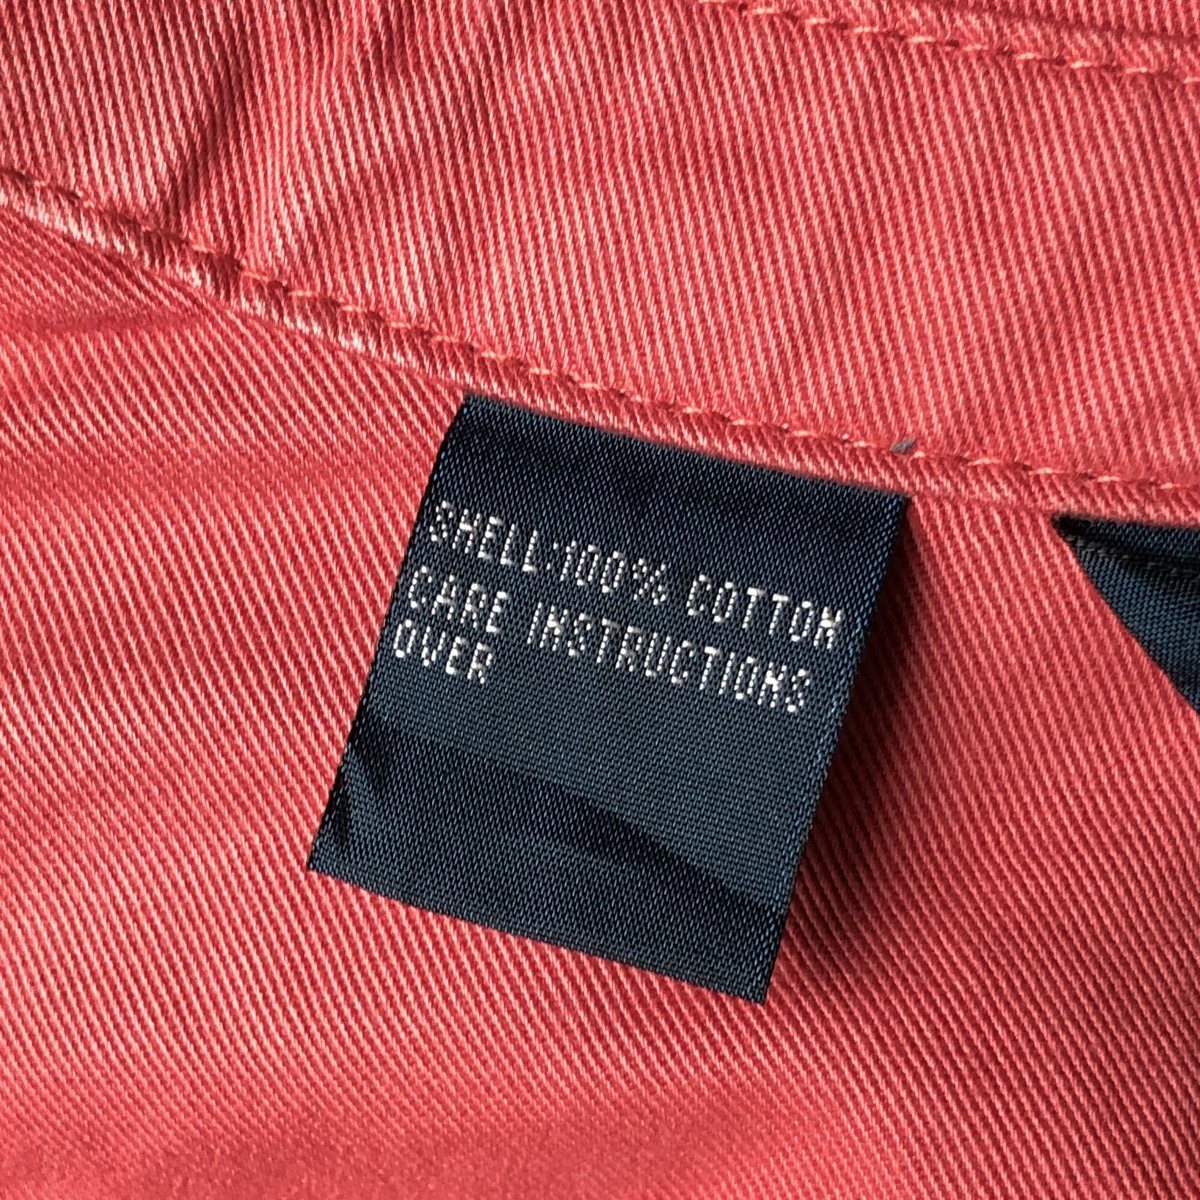 SHELL:100% COTTON
CARE INSTRUCTIONS
OVER